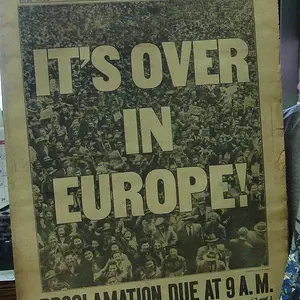 IT'S OVER
IN
EUROPE!
PROCLAMATION DUE AT 9 A.M.